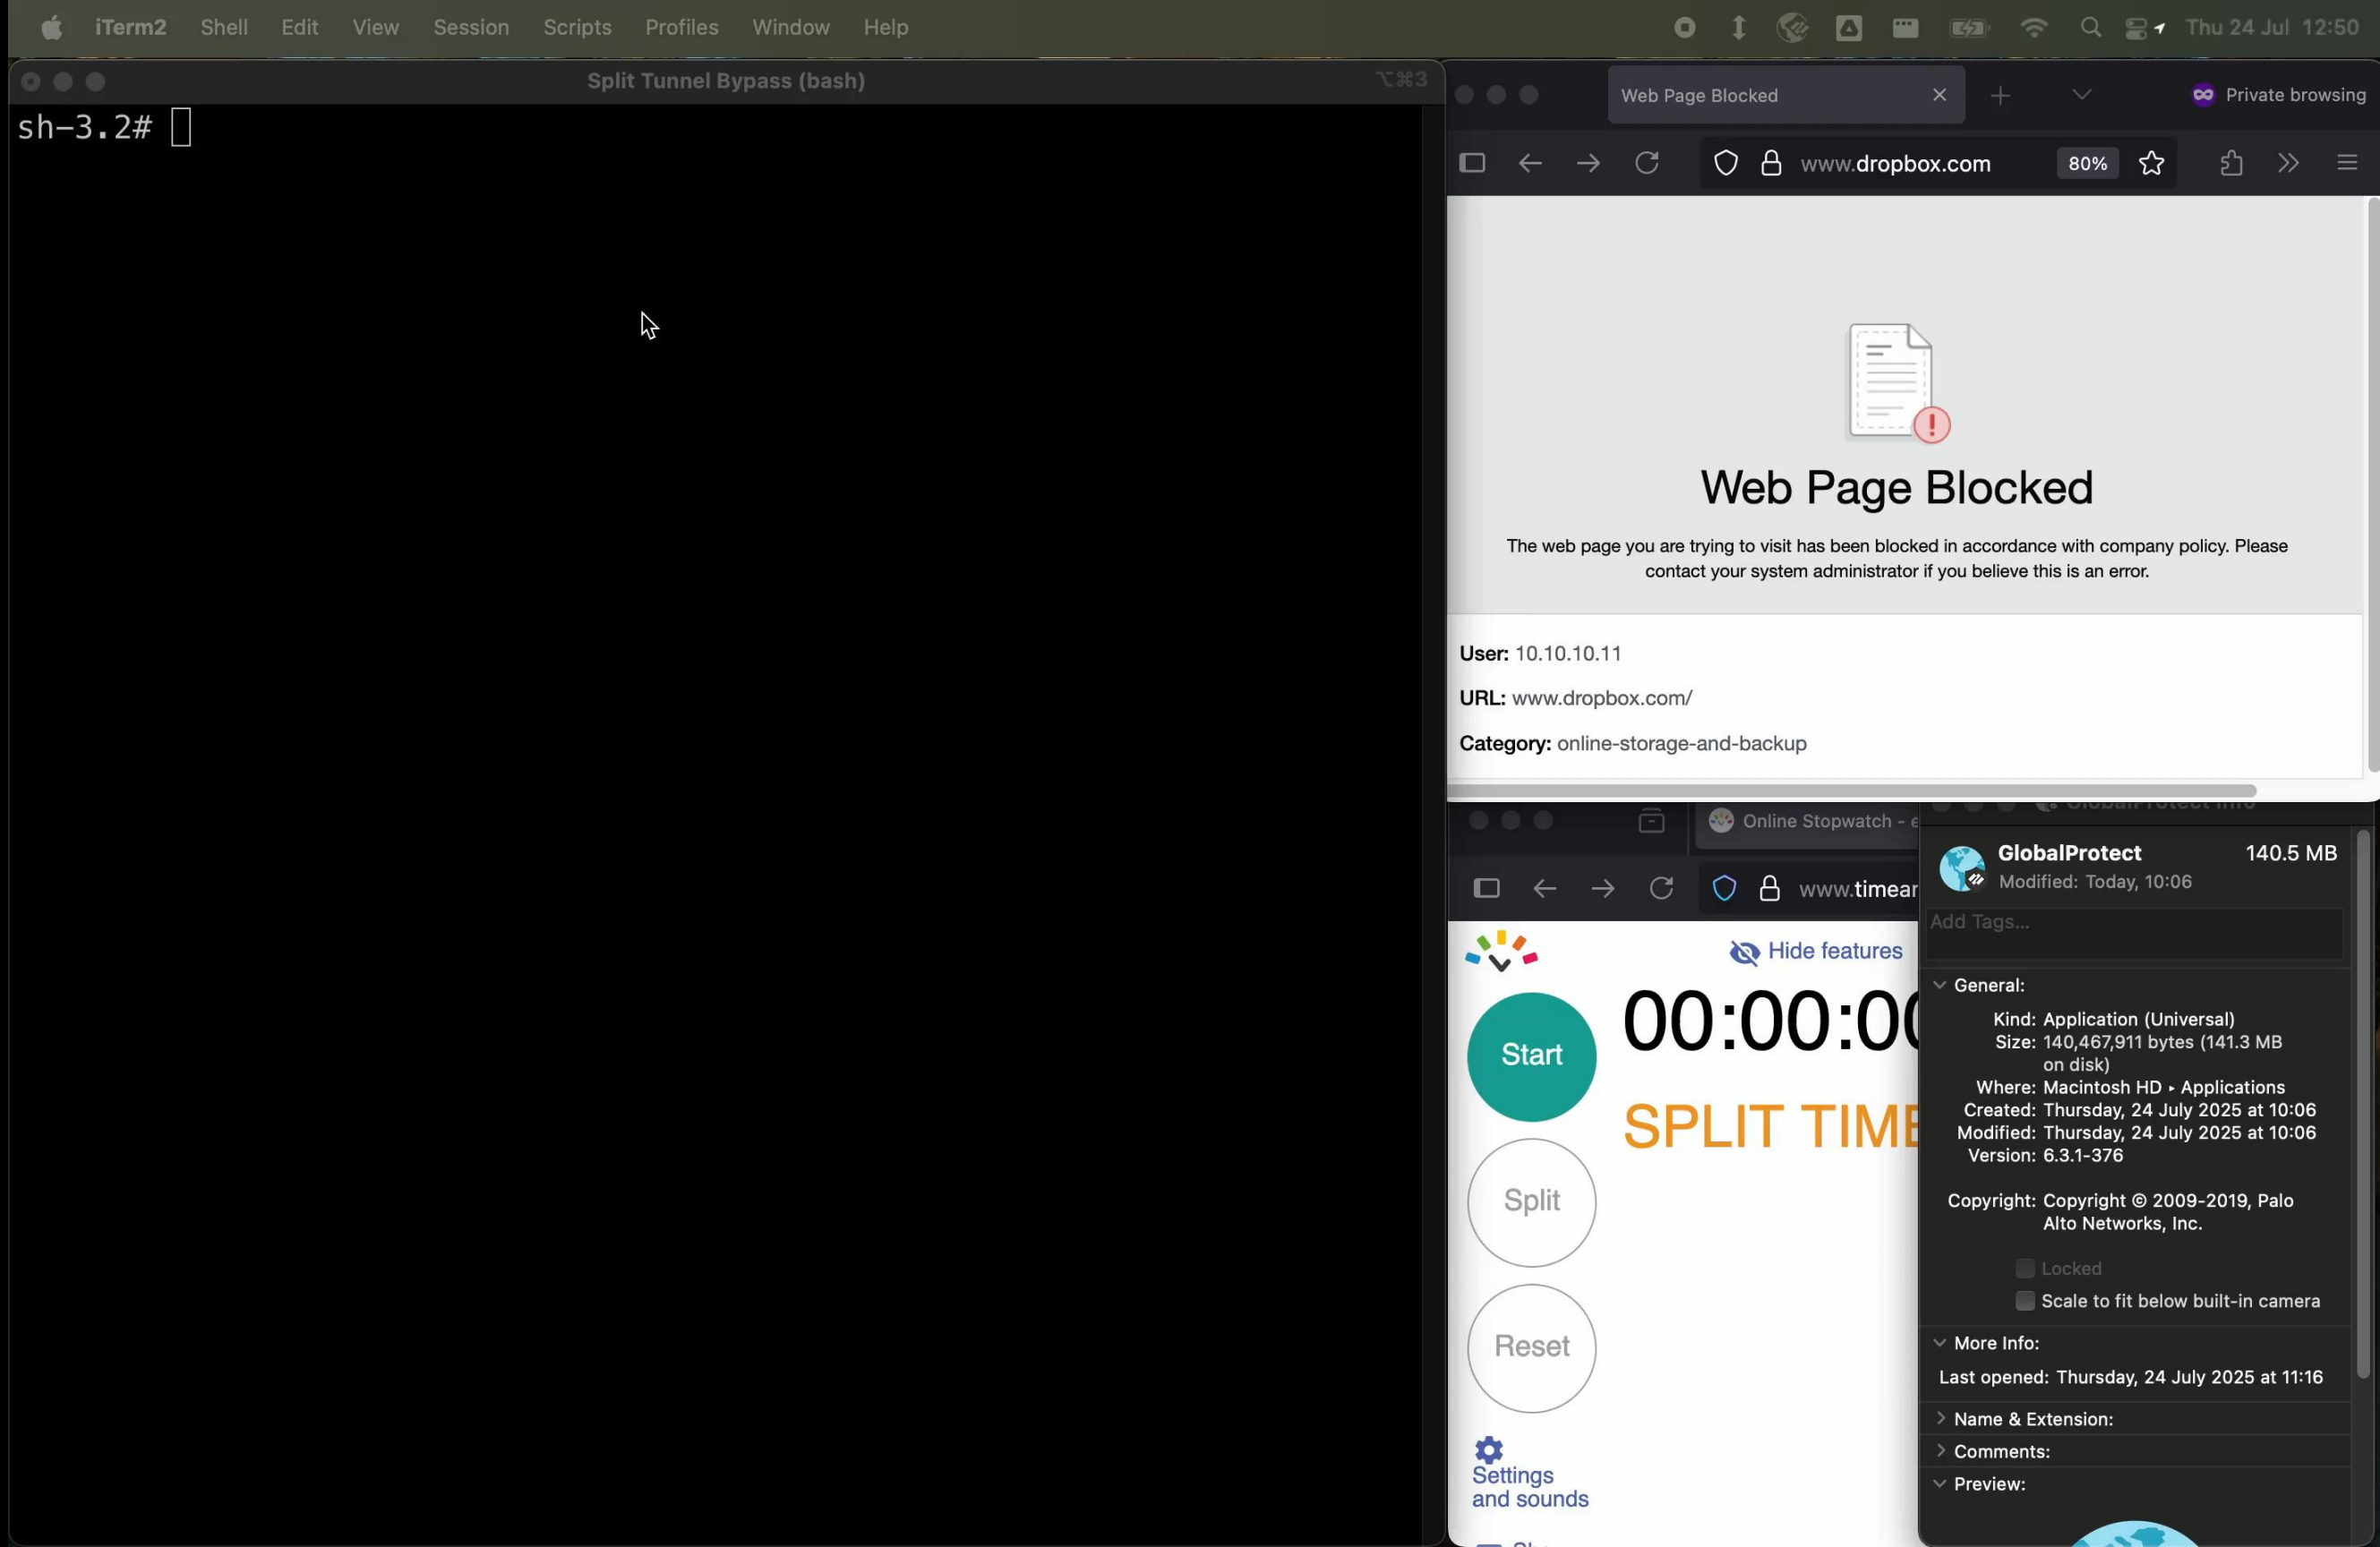 iTerm2 Shell Edit View Session Scripts Profiles Window Help Thu 24 Jul 12:50
Split Tunnel Bypass (bash) ⌥⌘3
sh-3.2#
Web Page Blocked
Private browsing
www.dropbox.com 80%
Web Page Blocked
The web page you are trying to visit has been blocked in accordance with company policy. Please
contact your system administrator if you believe this is an error.
User: 10.10.10.11
URL: www.dropbox.com/
Category: online-storage-and-backup
Online Stopwatch - e
www.timear
Hide features
Start
00:00:00
SPLIT TIME
Split
Reset
Settings
and sounds
GlobalProtect Info
GlobalProtect 140.5 MB
Modified: Today, 10:06
Add Tags...
General:
Kind: Application (Universal)
Size: 140,467,911 bytes (141.3 MB
on disk)
Where: Macintosh HD ▸ Applications
Created: Thursday, 24 July 2025 at 10:06
Modified: Thursday, 24 July 2025 at 10:06
Version: 6.3.1-376
Copyright: Copyright © 2009-2019, Palo
Alto Networks, Inc.
Locked
Scale to fit below built-in camera
More Info:
Last opened: Thursday, 24 July 2025 at 11:16
Name & Extension:
Comments:
Preview: